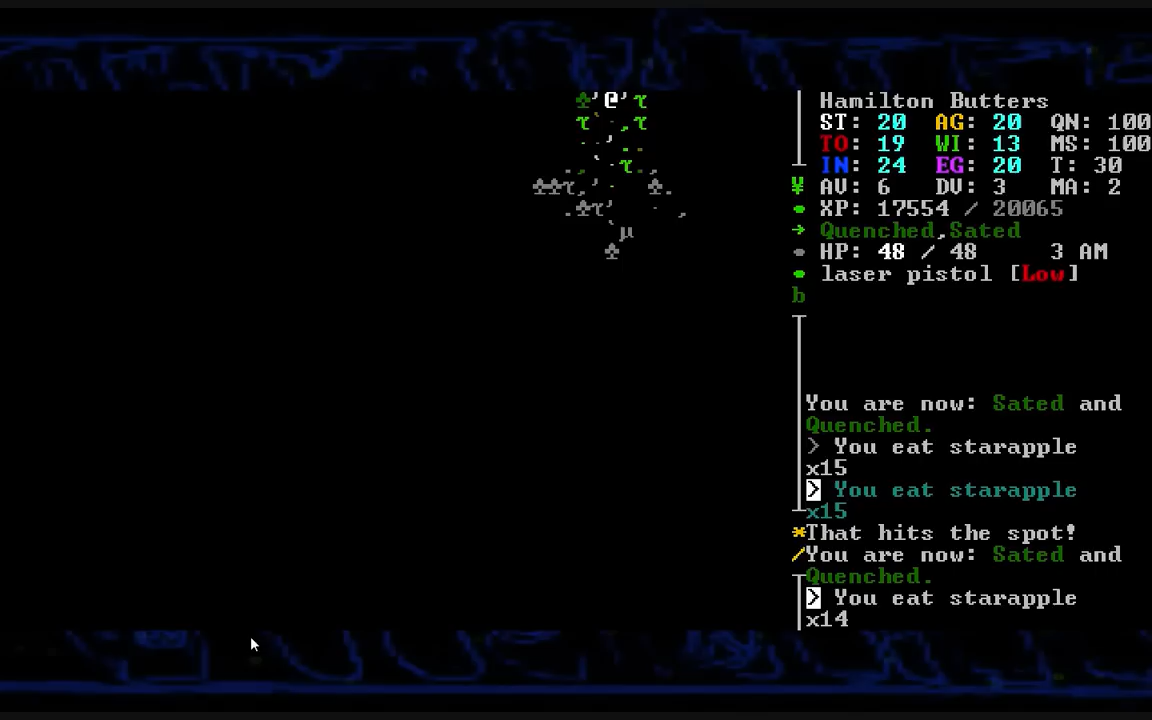 Hamilton Butters
ST: 20 AG: 20 QN: 100
TO: 19 WI: 13 MS: 100
IN: 24 EG: 20 T: 30
AV: 6 DV: 3 MA: 2
XP: 17554 / 20065
Quenched,Sated
HP: 48 / 48 3 AM
laser pistol [Low]
b
You are now: Sated and
Quenched.
> You eat starapple
x15
> You eat starapple
x15
That hits the spot!
You are now: Sated and
Quenched.
> You eat starapple
x14